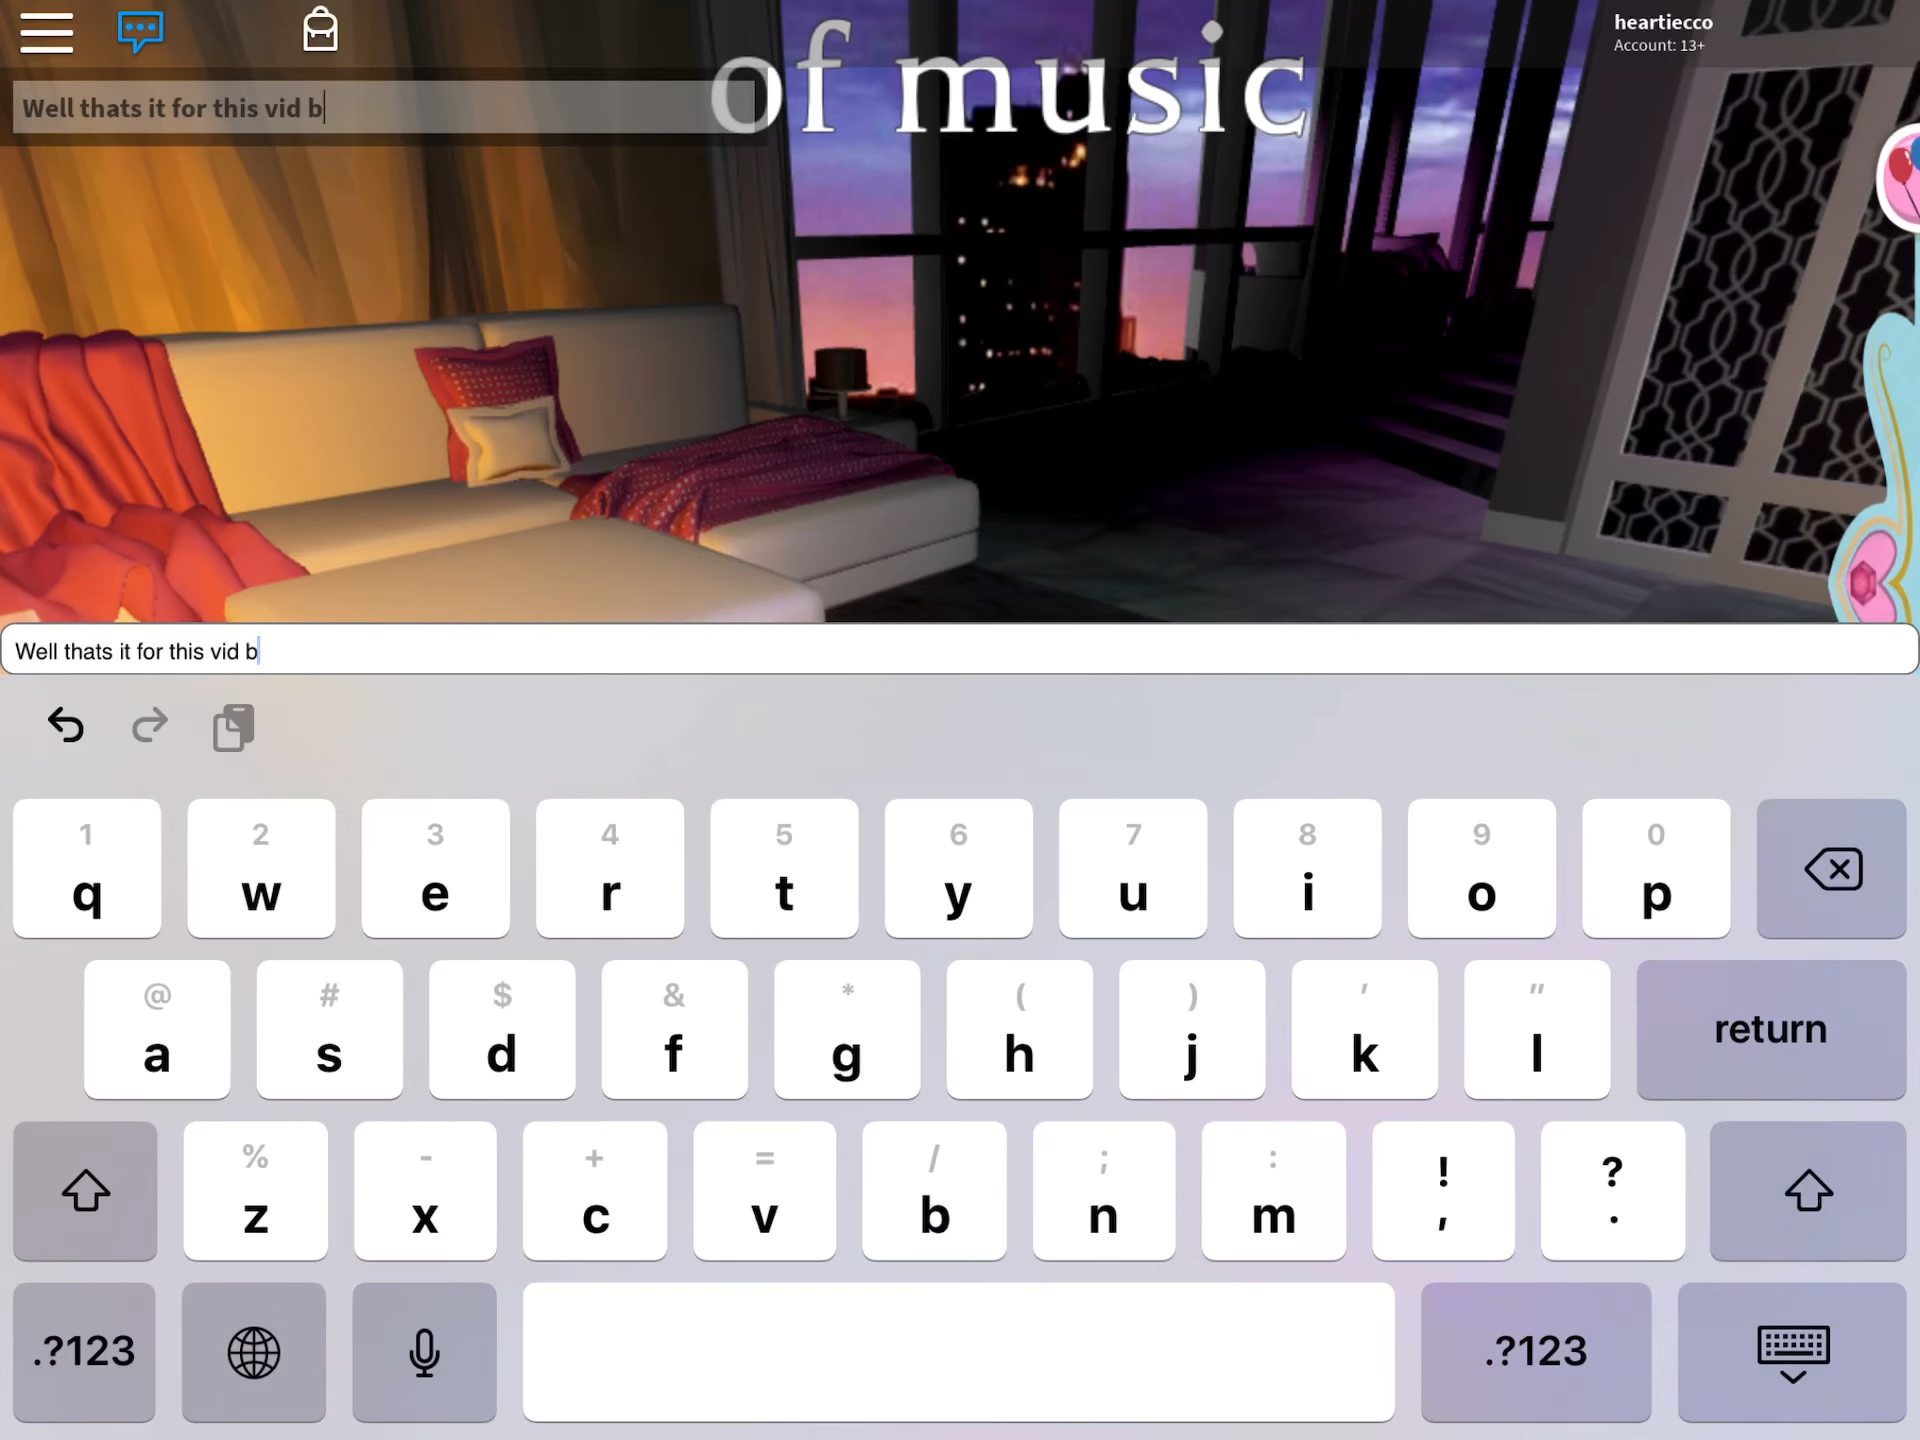 of music
heartiecco
Account: 13+
Well thats it for this vid b
Well thats it for this vid b
1 2 3 4 5 6 7 8 9 0
q w e r t y u i o p
@ # $ & * ( ) ' "
a s d f g h j k l return
% - + = / ; : ! ?
z x c v b n m , .
.?123 .?123